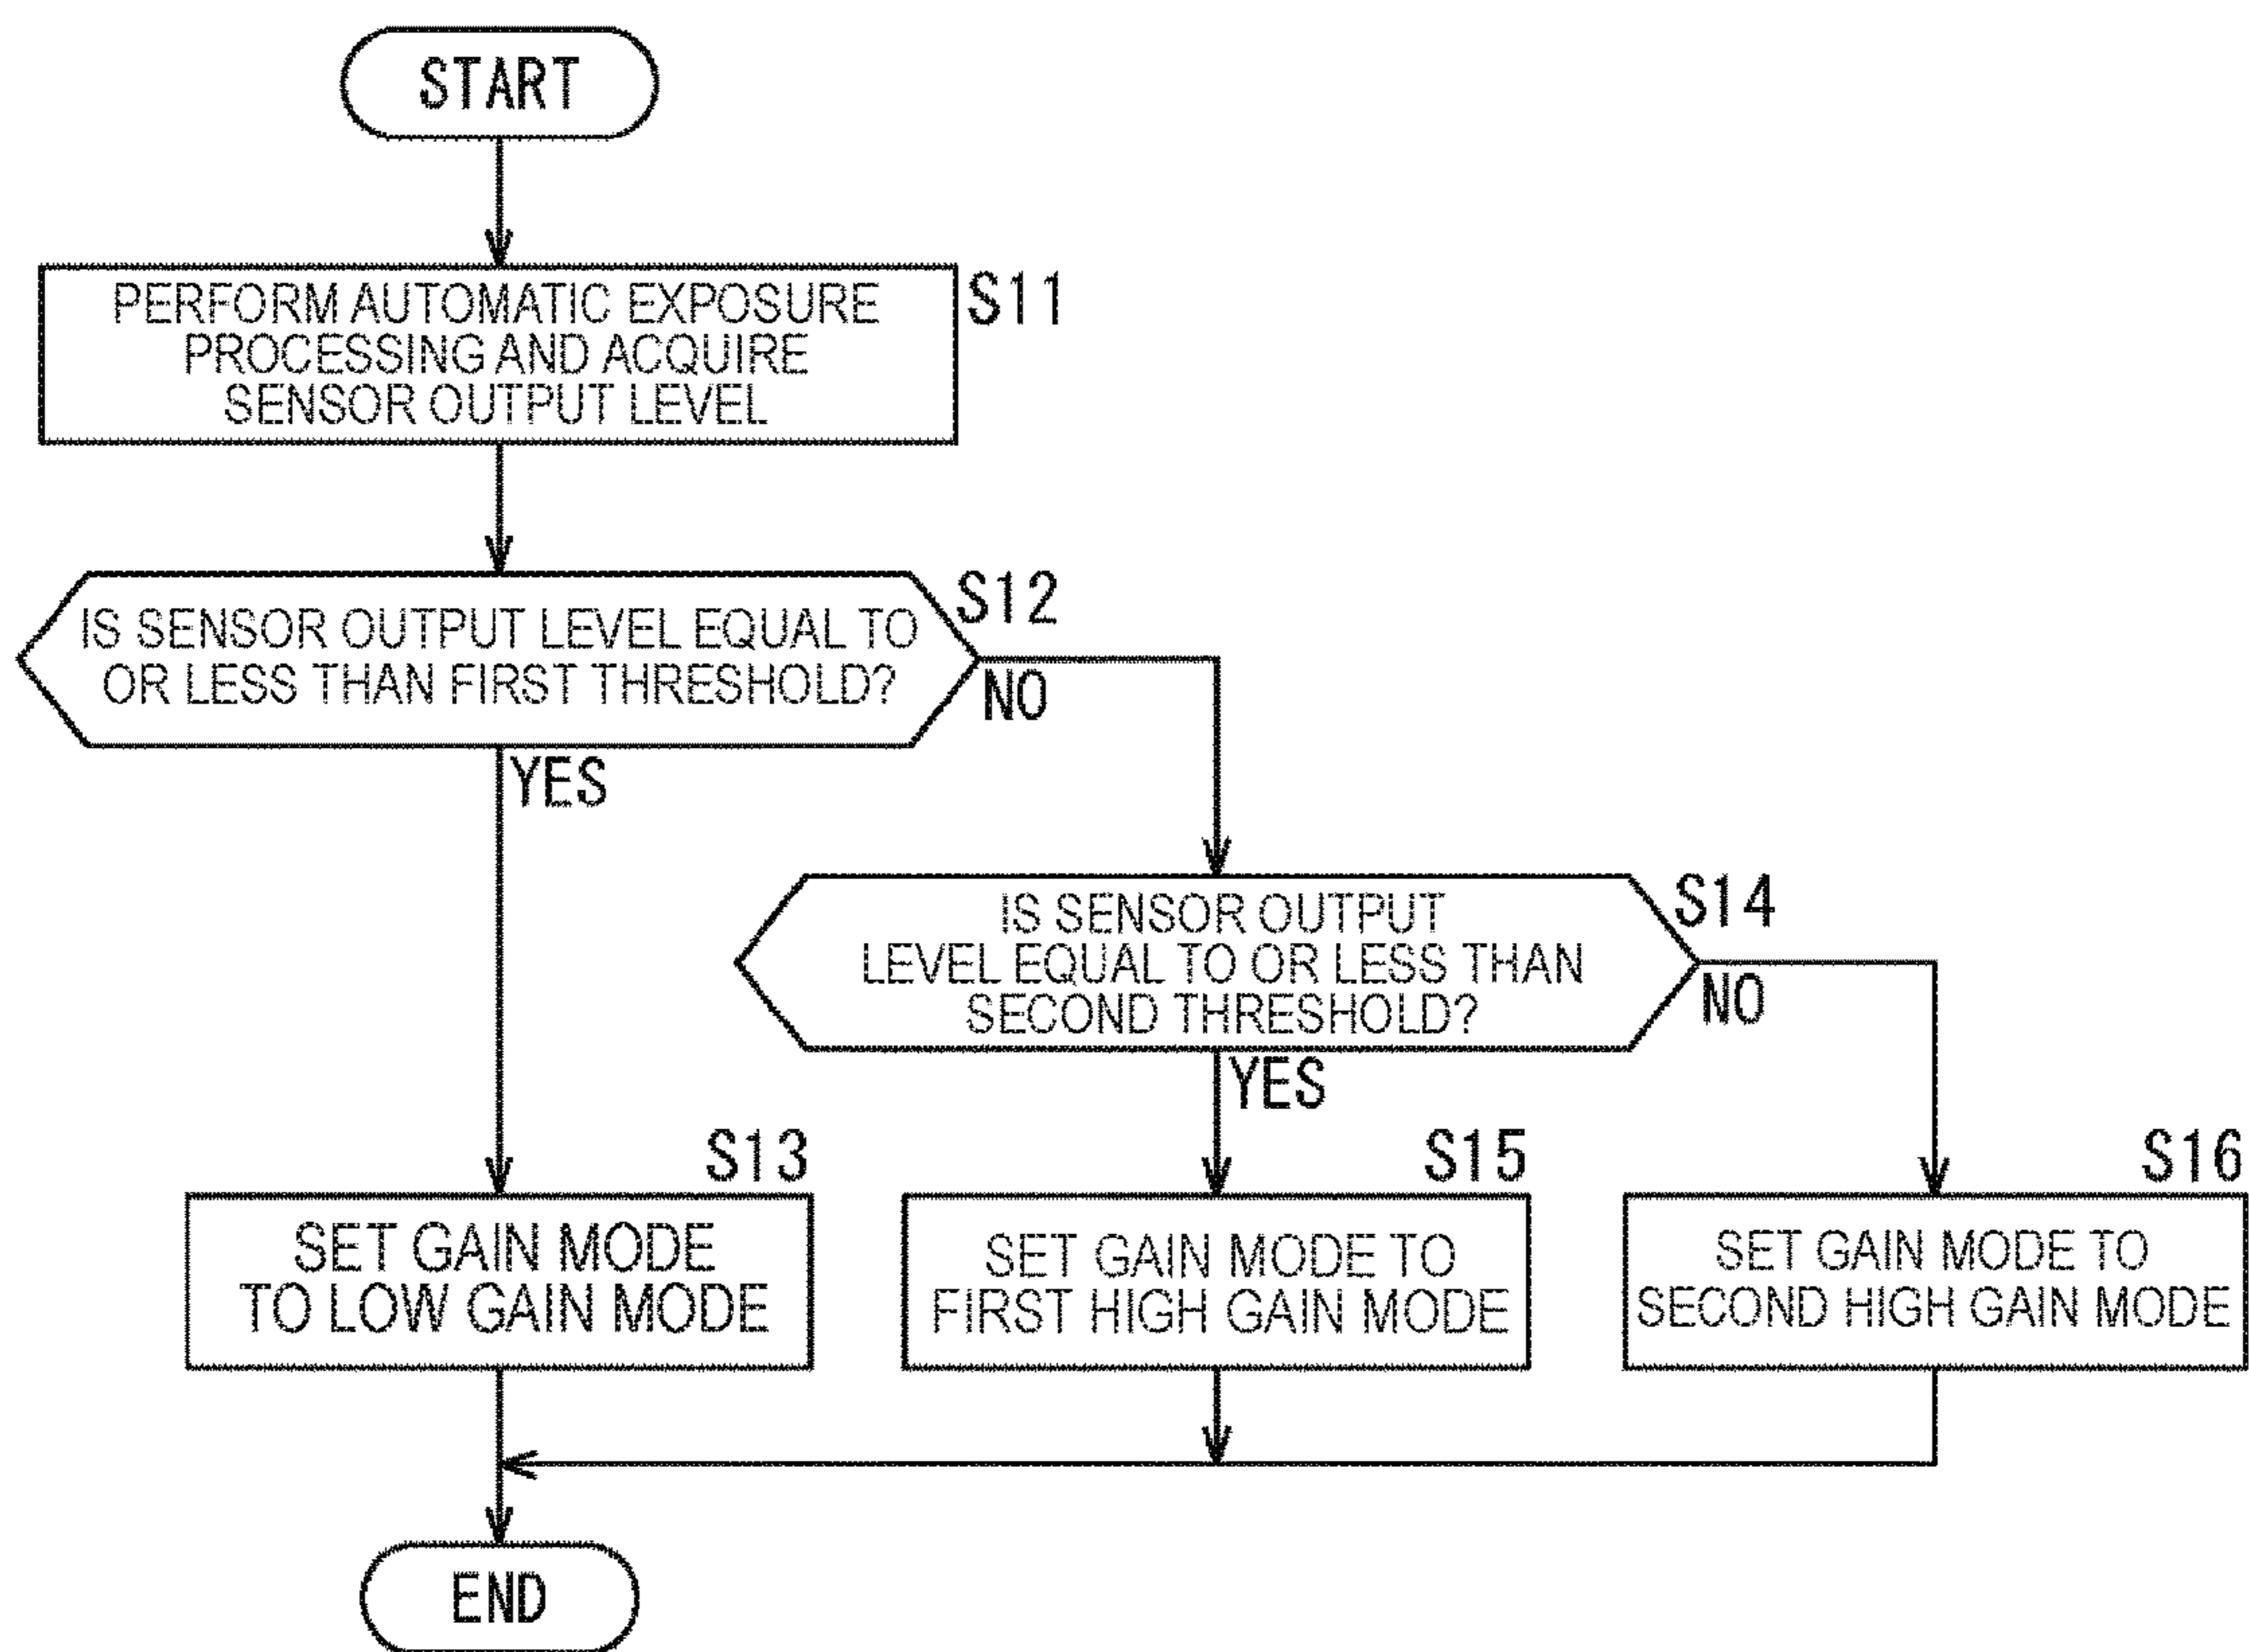 START
PERFORM AUTOMATIC EXPOSURE
PROCESSING AND ACQUIRE
SENSOR OUTPUT LEVEL
S11
IS SENSOR OUTPUT LEVEL EQUAL TO
OR LESS THAN FIRST THRESHOLD?
S12
NO
YES
IS SENSOR OUTPUT
LEVEL EQUAL TO OR LESS THAN
SECOND THRESHOLD?
S14
NO
YES
S13
SET GAIN MODE
TO LOW GAIN MODE
S15
SET GAIN MODE TO
FIRST HIGH GAIN MODE
S16
SET GAIN MODE TO
SECOND HIGH GAIN MODE
END